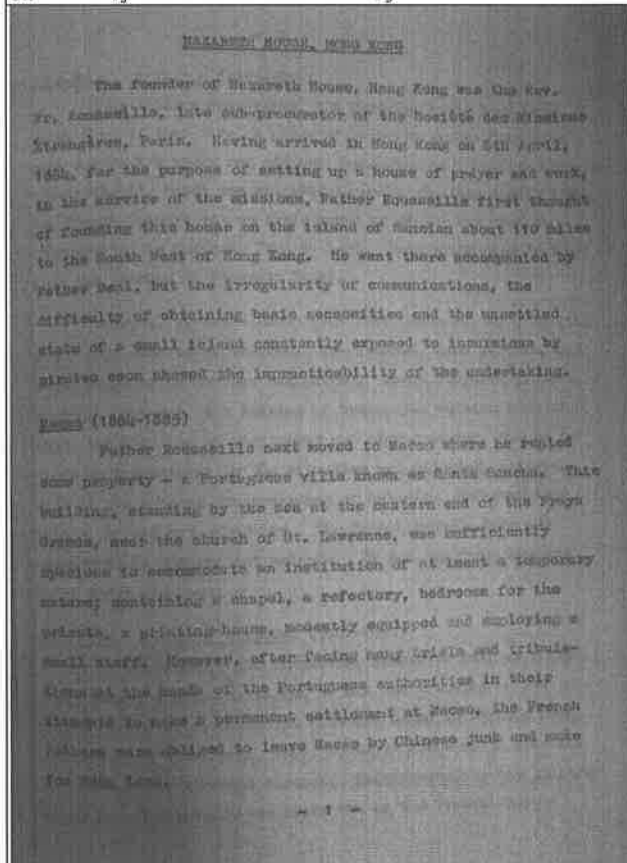 NAZARETH HOUSE, HONG KONG
The founder of Nazareth House, Hong Kong was the Rev.
Fr. Rousseille, late sub-procurator of the Société des Missions
Étrangères, Paris. Having arrived in Hong Kong on 5th April,
1884, for the purpose of setting up a house of prayer and work,
in the service of the missions, Father Rousseille first thought
of founding this house on the island of Sancian about 110 miles
to the South West of Hong Kong. He went there accompanied by
Father, but the irregularity of communications, the
difficulty of obtaining basic necessities and the unsettled
state of a small island constantly exposed to incursions by
pirates soon showed the impracticability of the undertaking.
Macao (1884-1885)
Father Rousseille next moved to Macao where he rented
some property - a Portuguese villa known as Santa Sancha. This
building, standing by the sea at the eastern end of the Praya
Grande, near the church of St. Lawrence, was sufficiently
spacious to accommodate an institution of at least a temporary
nature; containing a chapel, a refectory, bedrooms for the
priests, a printing-house, modestly equipped and employing a
small staff. However, after facing many trials and tribula-
tions at the hands of the Portuguese authorities in their
attempts to make a permanent settlement at Macao, the French
Fathers were obliged to leave Macao by Chinese junk and make
for Hong Kong.
- 1 -